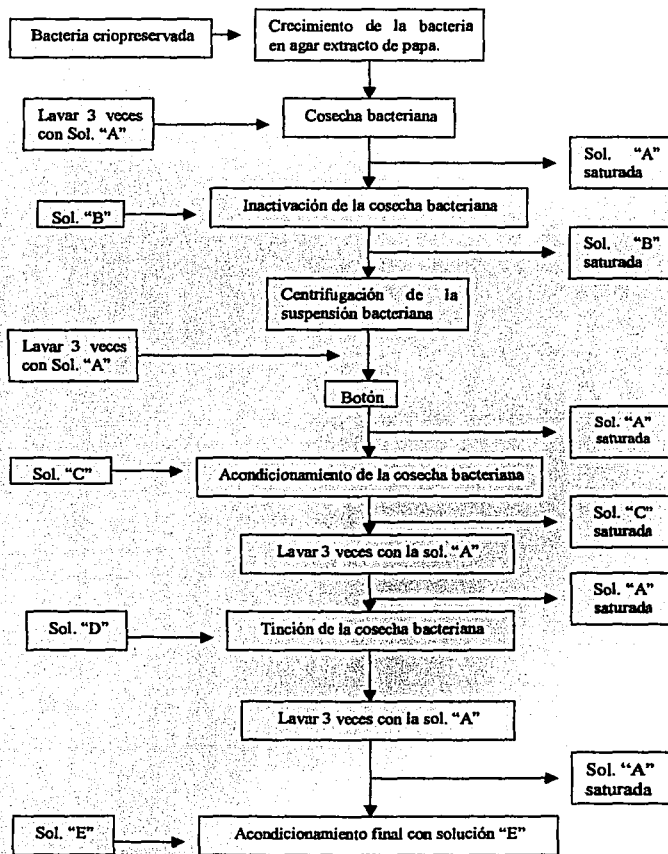 Bacteria criopreservada
Crecimiento de la bacteria
en agar extracto de papa.
Lavar 3 veces
con Sol. “A”
Cosecha bacteriana
Sol. “A”
saturada
Sol. “B”
Inactivación de la cosecha bacteriana
Sol. “B”
saturada
Centrifugación de la
suspensión bacteriana
Lavar 3 veces
con Sol. “A”
Botón
Sol. “A”
saturada
Sol. “C”
Acondicionamiento de la cosecha bacteriana
Sol. “C”
saturada
Lavar 3 veces con la sol. “A”
Sol. “A”
saturada
Sol. “D”
Tinción de la cosecha bacteriana
Lavar 3 veces con la sol. “A”
Sol. “A”
saturada
Sol. “E”
Acondicionamiento final con solución “E”